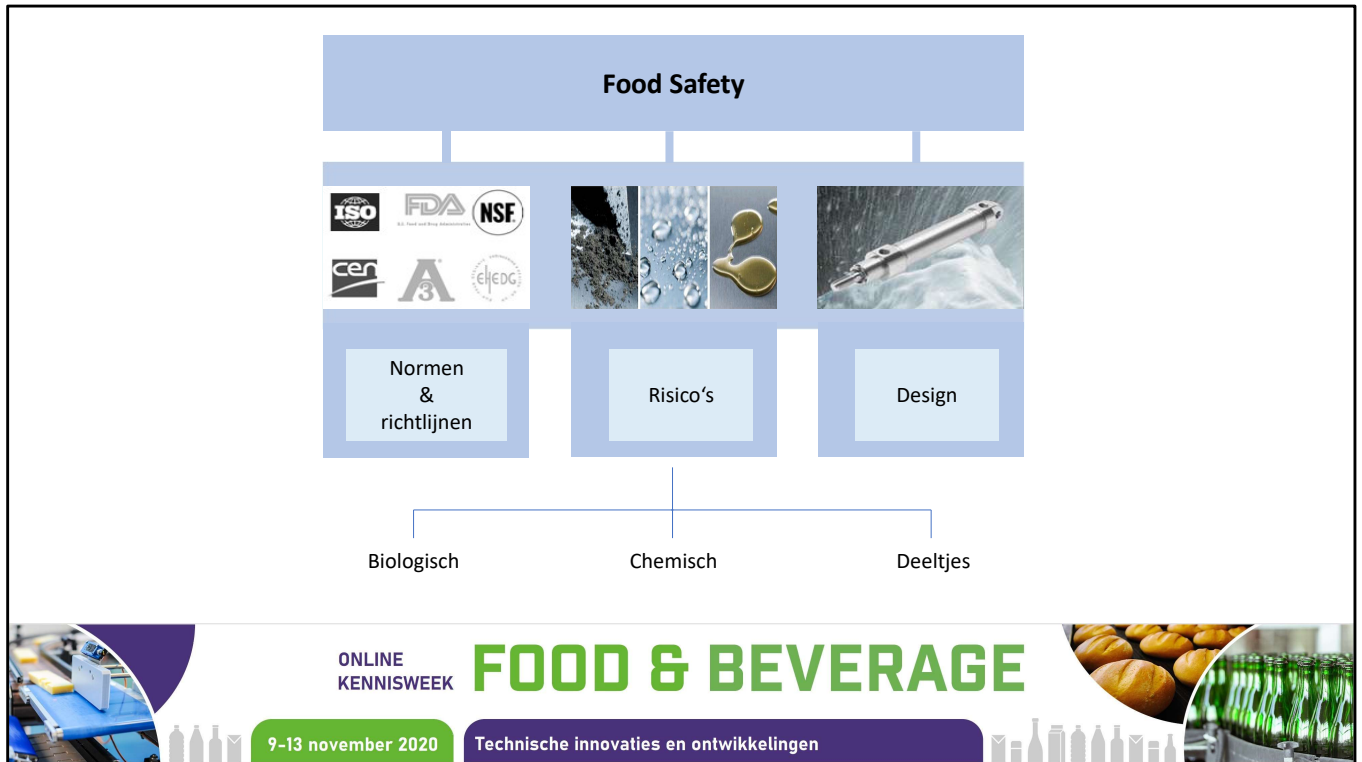 Food Safety
ISO
FDA
NSF
cen
A
3
EHEDG
Normen
&
richtlijnen
Risico‘s
Design
Biologisch
Chemisch
Deeltjes
ONLINE
KENNISWEEK
FOOD & BEVERAGE
9-13 november 2020
Technische innovaties en ontwikkelingen